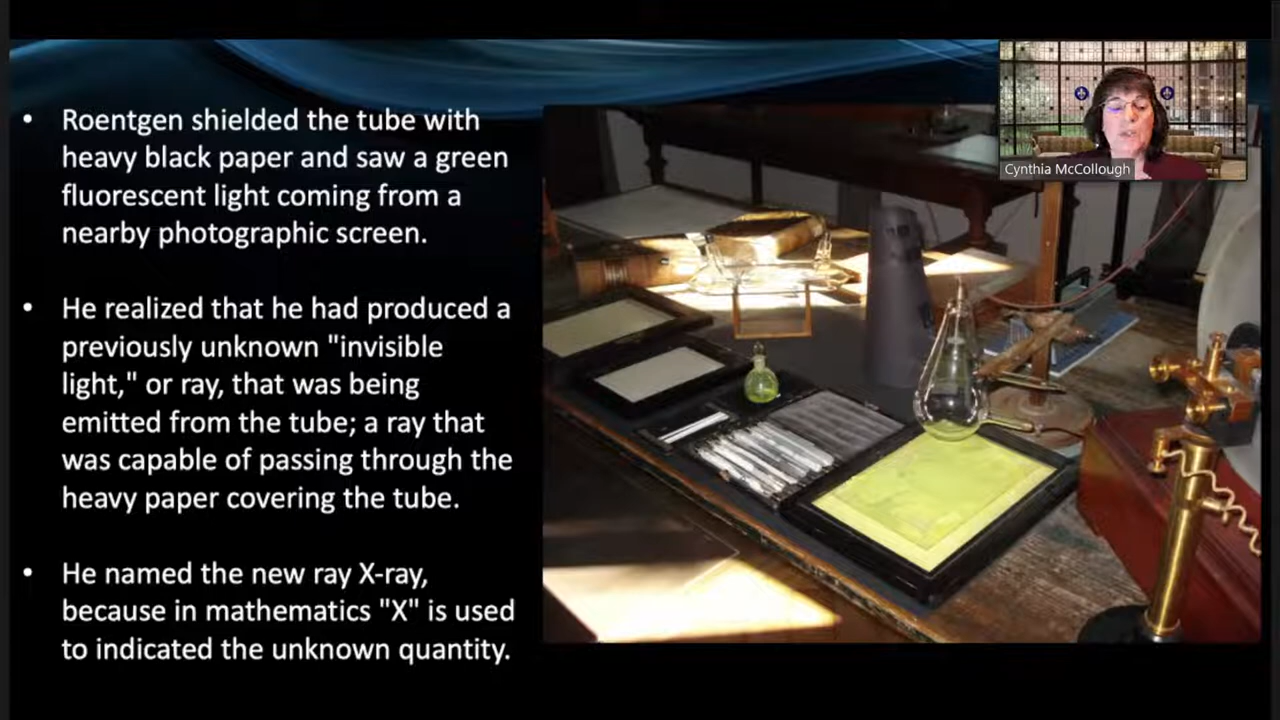 Roentgen shielded the tube with
heavy black paper and saw a green
fluorescent light coming from a
nearby photographic screen.
He realized that he had produced a
previously unknown "invisible
light," or ray, that was being
emitted from the tube; a ray that
was capable of passing through the
heavy paper covering the tube.
He named the new ray X-ray,
because in mathematics "X" is used
to indicated the unknown quantity.
Cynthia McCollough